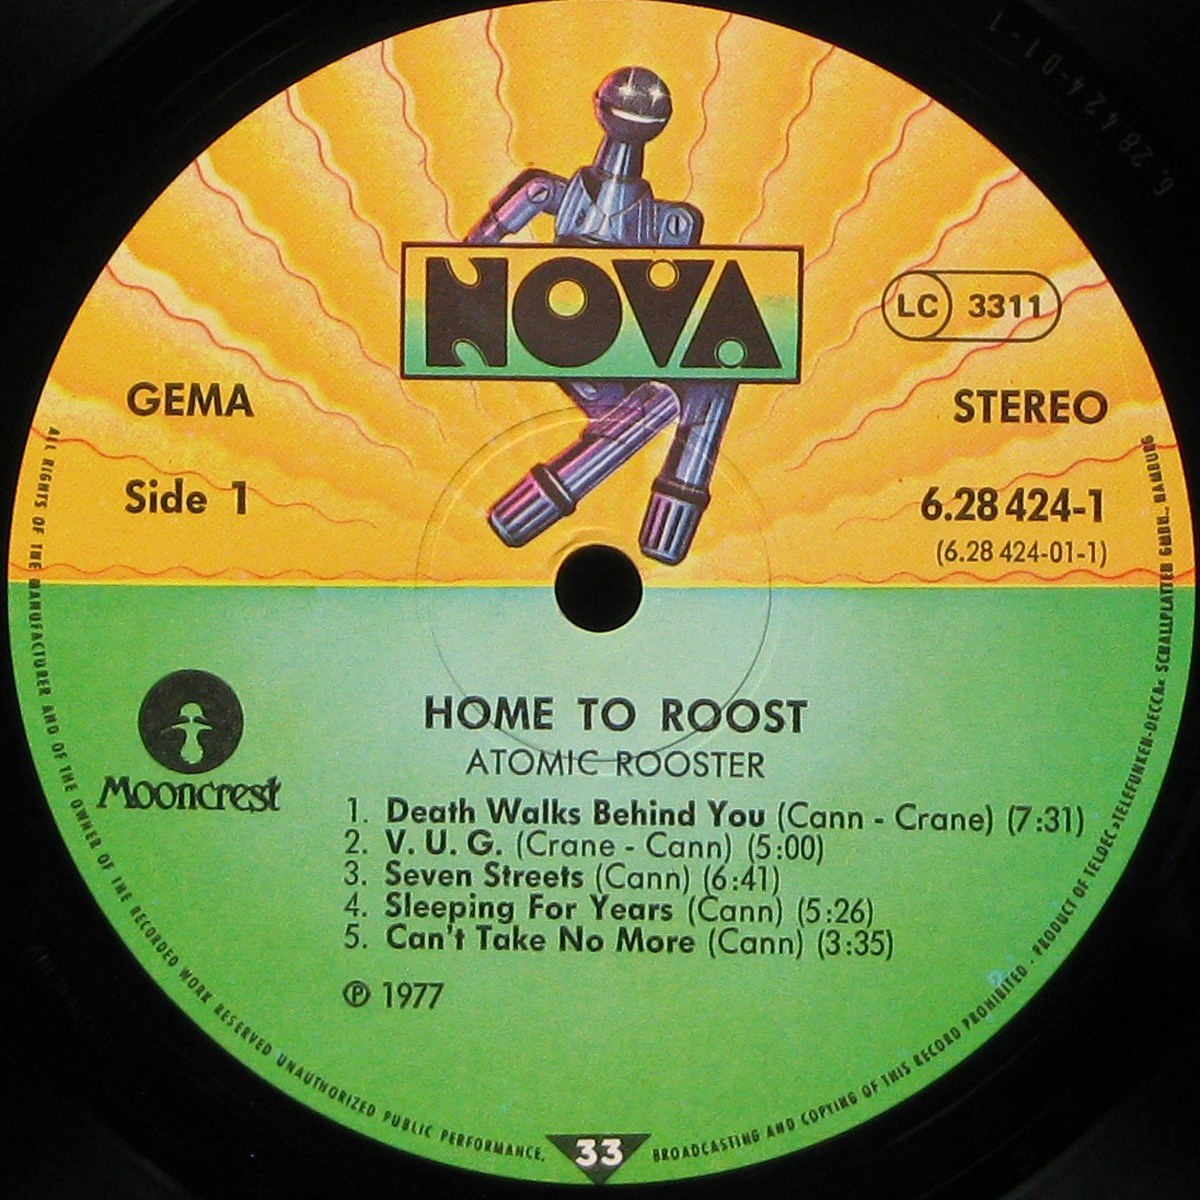 NOVA
LC 3311
GEMA
STEREO
Side 1
6.28 424-1
(6.28 424-01-1)
Mooncrest
HOME TO ROOST
ATOMIC ROOSTER
1. Death Walks Behind You (Cann - Crane) (7:31)
2. V. U. G. (Crane - Cann) (5:00)
3. Seven Streets (Cann) (6:41)
4. Sleeping For Years (Cann) (5:26)
5. Can't Take No More (Cann) (3:35)
℗ 1977
ALL RIGHTS OF THE MANUFACTURER AND OF THE OWNER OF THE RECORDED WORK RESERVED UNAUTHORIZED PUBLIC PERFORMANCE,
33
BROADCASTING AND COPYING OF THIS RECORD PROHIBITED · PRODUCT OF TELDEC »TELEFUNKEN-DECCA« SCHALLPLATTEN GMBH., HAMBURG
6.28424-01-1